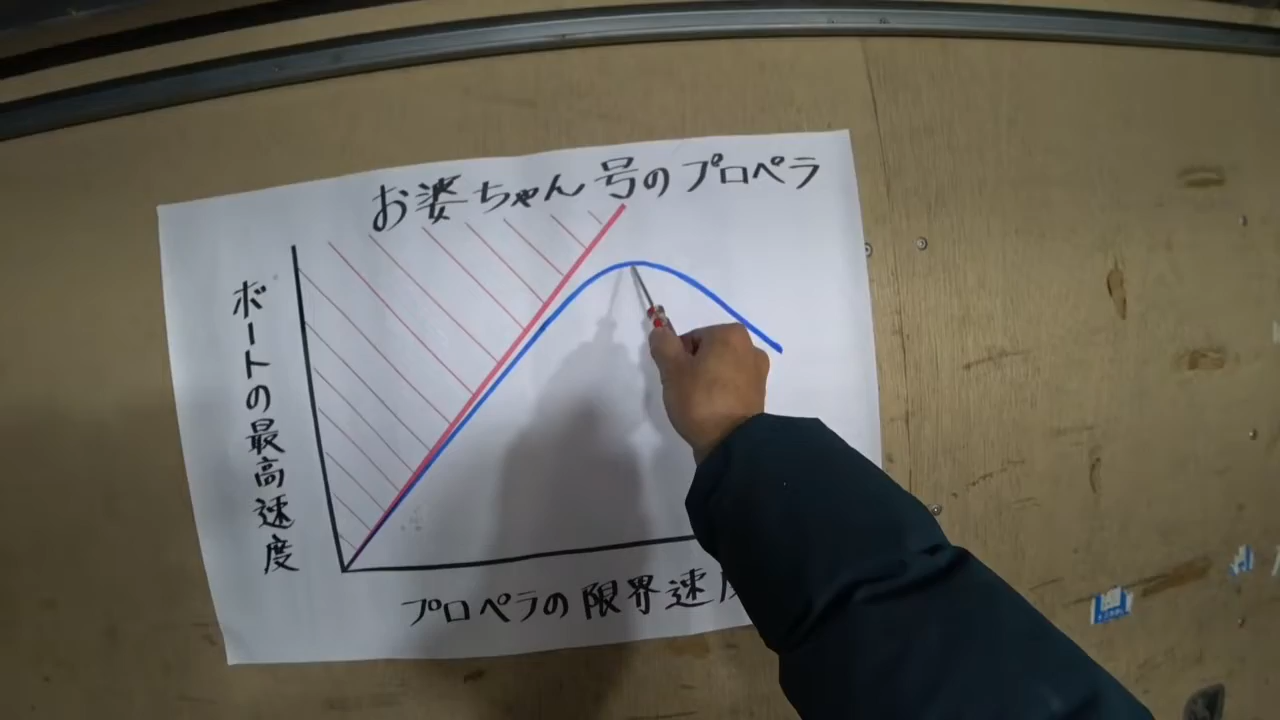 お婆ちゃん号のプロペラ
ボートの最高速度
プロペラの限界速度